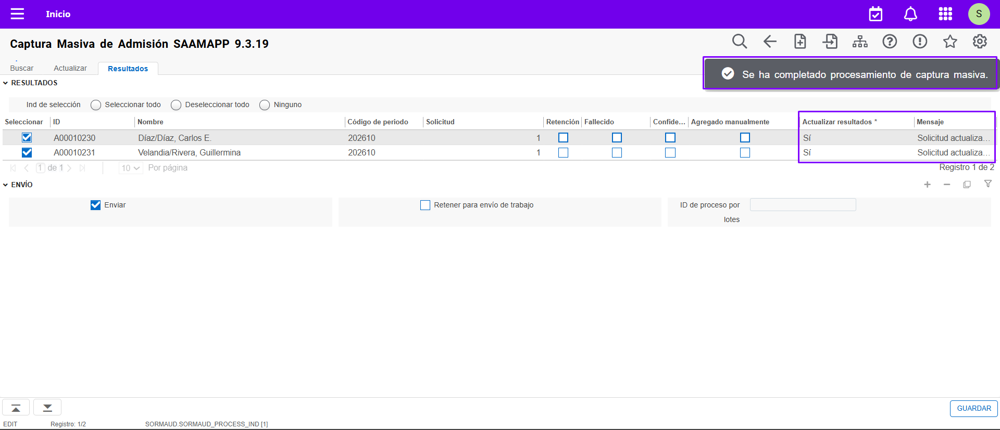 Inicio
S
Captura Masiva de Admisión SAAMAPP 9.3.19
Buscar Actualizar Resultados
Se ha completado procesamiento de captura masiva.
RESULTADOS
Ind de selección Seleccionar todo Deseleccionar todo Ninguno
Seleccionar ID Nombre Código de periodo Solicitud Retención Fallecido Confide... Agregado manualmente Actualizar resultados * Mensaje
A00010230 Díaz/Díaz, Carlos E. 202610 1 Sí Solicitud actualiza...
A00010231 Velandia/Rivera, Guillermina 202610 1 Sí Solicitud actualiza...
1 de 1 10 Por página Registro 1 de 2
ENVÍO
Enviar Retener para envío de trabajo ID de proceso por
lotes
GUARDAR
EDIT Registro: 1/2 SORMAUD.SORMAUD_PROCESS_IND [1]